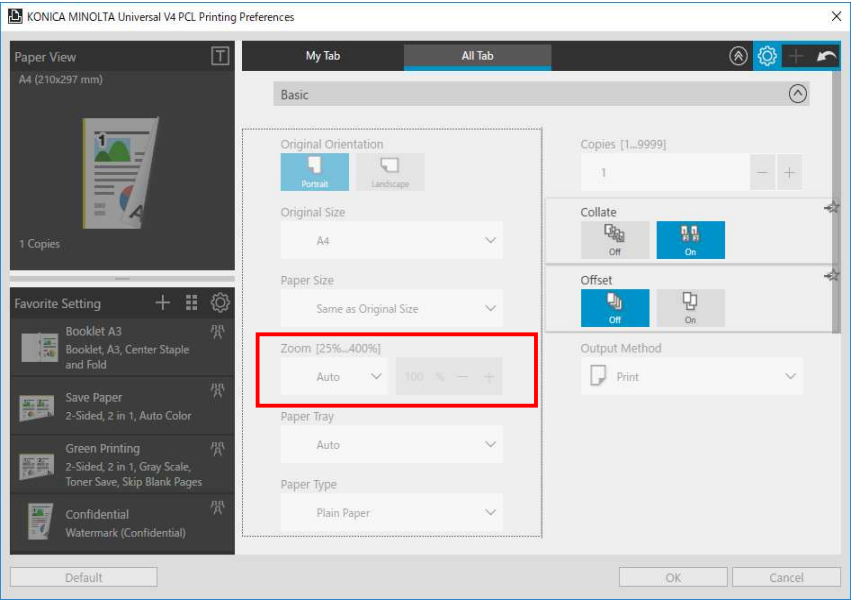 KONICA MINOLTA Universal V4 PCL Printing Preferences
Paper View
T
A4 (210x297 mm)
1
1 Copies
Favorite Setting
Booklet A3
Booklet, A3, Center Staple
and Fold
Save Paper
2-Sided, 2 in 1, Auto Color
Green Printing
2-Sided, 2 in 1, Gray Scale,
Toner Save, Skip Blank Pages
Confidential
Watermark (Confidential)
My Tab
All Tab
Basic
Original Orientation
Portrait
Landscape
Original Size
A4
Paper Size
Same as Original Size
Zoom [25%...400%]
Auto
100 %
Paper Tray
Auto
Paper Type
Plain Paper
Copies [1...9999]
1
Collate
Off
On
Offset
Off
On
Output Method
Print
Default
OK
Cancel